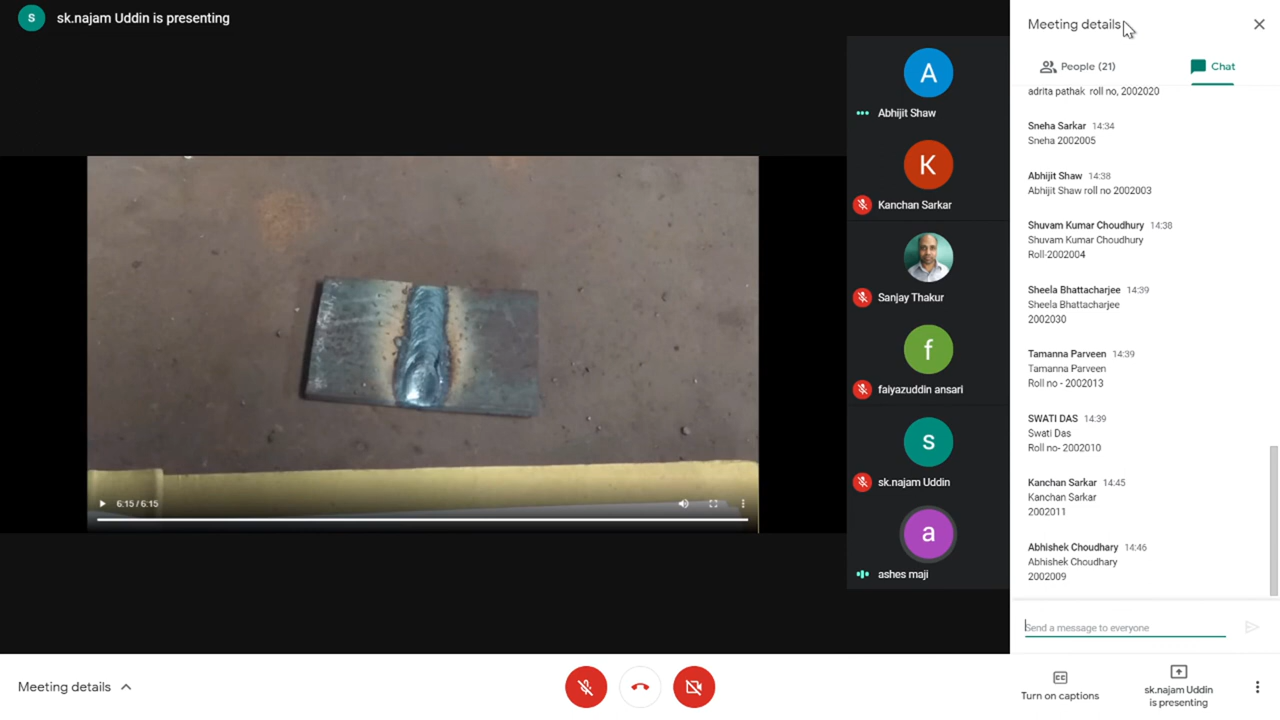 s
sk.najam Uddin is presenting
6:15 / 6:15
A
Abhijit Shaw
K
Kanchan Sarkar
Sanjay Thakur
f
faiyazuddin ansari
s
sk.najam Uddin
a
ashes maji
Meeting details
People (21)
Chat
adrita pathak roll no, 2002020
Sneha Sarkar 14:34
Sneha 2002005
Abhijit Shaw 14:38
Abhijit Shaw roll no 2002003
Shuvam Kumar Choudhury 14:38
Shuvam Kumar Choudhury
Roll-2002004
Sheela Bhattacharjee 14:39
Sheela Bhattacharjee
2002030
Tamanna Parveen 14:39
Tamanna Parveen
Roll no - 2002013
SWATI DAS 14:39
Swati Das
Roll no- 2002010
Kanchan Sarkar 14:45
Kanchan Sarkar
2002011
Abhishek Choudhary 14:46
Abhishek Choudhary
2002009
Send a message to everyone
Meeting details
CC
Turn on captions
sk.najam Uddin
is presenting